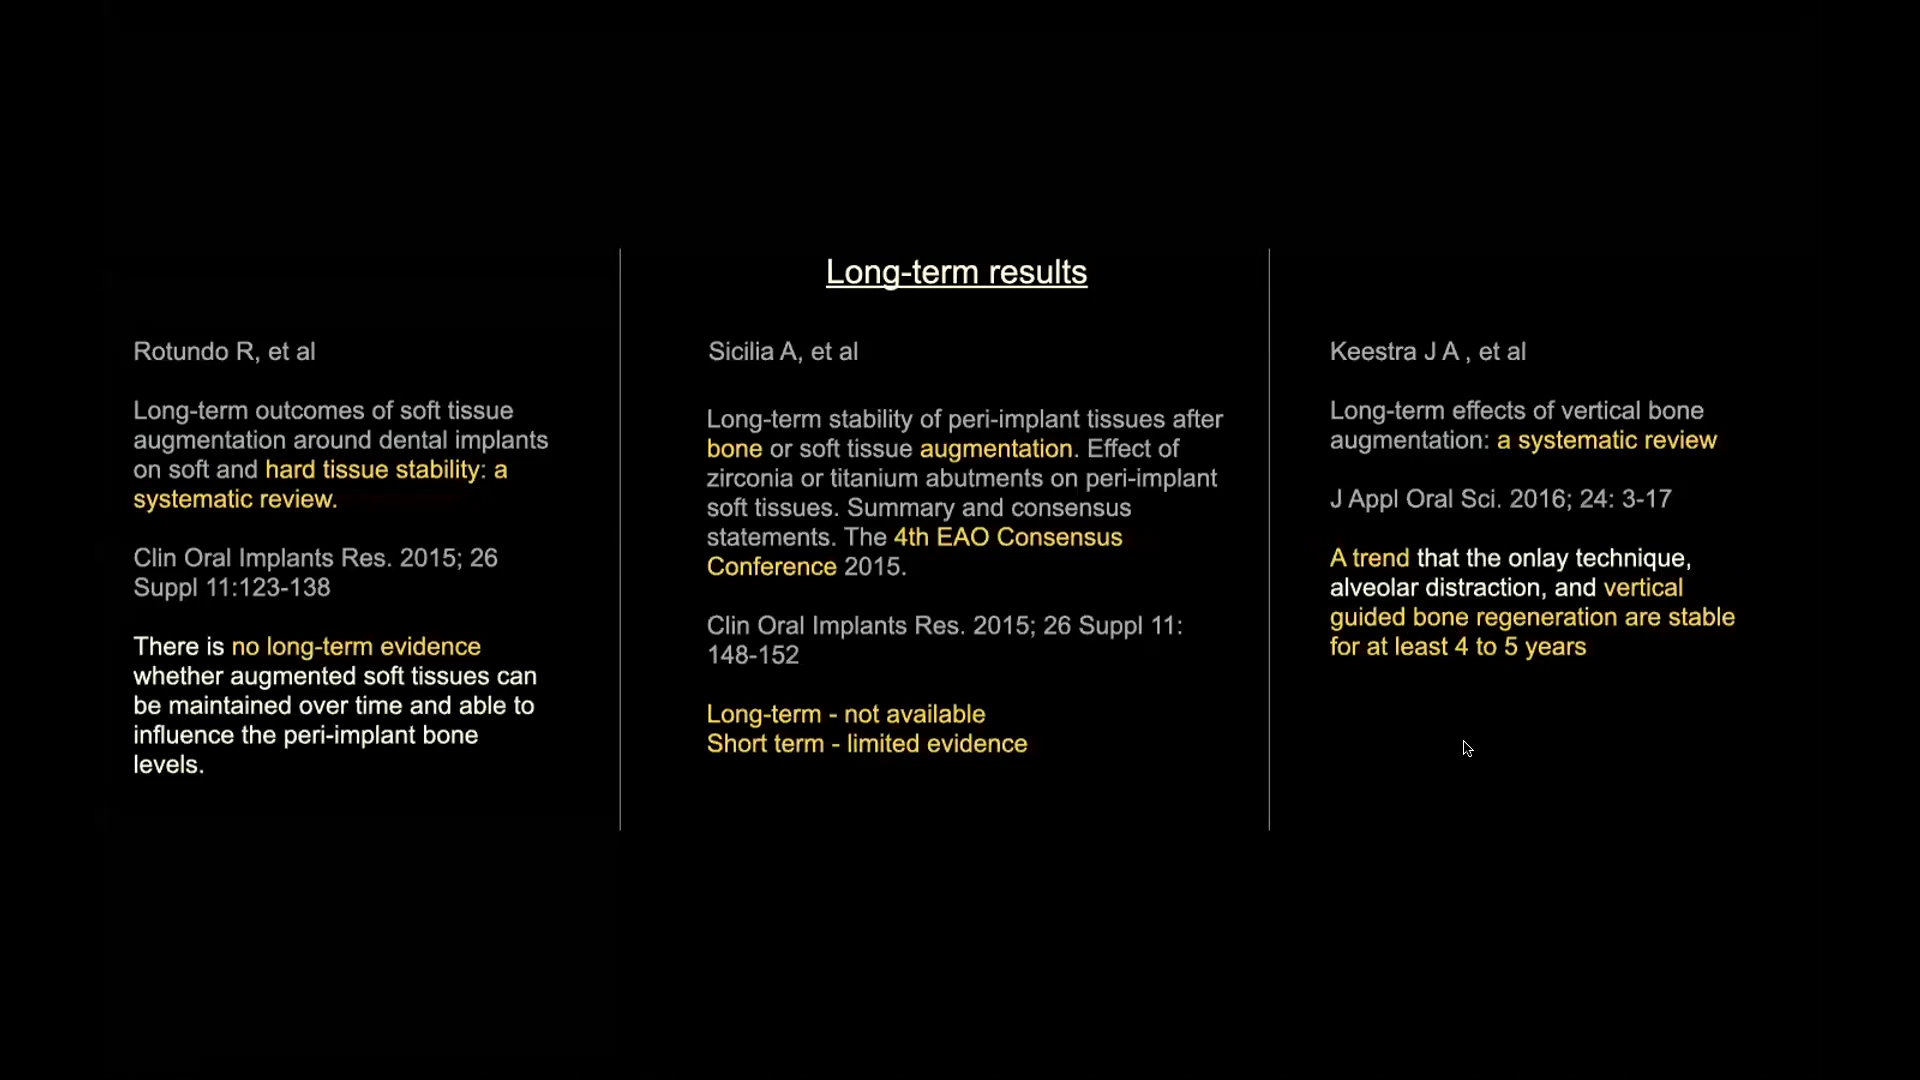 Long-term results
Rotundo R, et al
Long-term outcomes of soft tissue
augmentation around dental implants
on soft and hard tissue stability: a
systematic review.
Clin Oral Implants Res. 2015; 26
Suppl 11:123-138
There is no long-term evidence
whether augmented soft tissues can
be maintained over time and able to
influence the peri-implant bone
levels.
Sicilia A, et al
Long-term stability of peri-implant tissues after
bone or soft tissue augmentation. Effect of
zirconia or titanium abutments on peri-implant
soft tissues. Summary and consensus
statements. The 4th EAO Consensus
Conference 2015.
Clin Oral Implants Res. 2015; 26 Suppl 11:
148-152
Long-term - not available
Short term - limited evidence
Keestra J A , et al
Long-term effects of vertical bone
augmentation: a systematic review
J Appl Oral Sci. 2016; 24: 3-17
A trend that the onlay technique,
alveolar distraction, and vertical
guided bone regeneration are stable
for at least 4 to 5 years